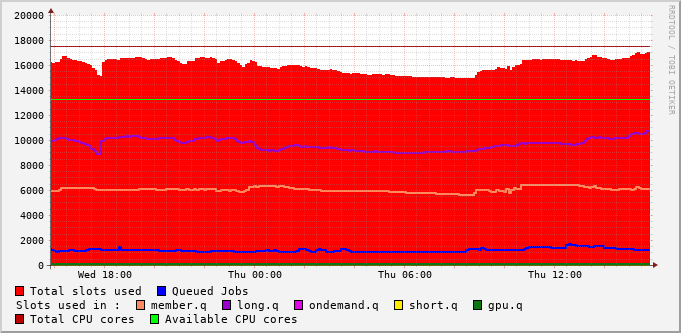 RRDTOOL / TOBI OETIKER
20000
18000
16000
14000
12000
10000
8000
6000
4000
2000
0
Wed 18:00 Thu 00:00 Thu 06:00 Thu 12:00
Total slots used Queued Jobs
Slots used in : member.q long.q ondemand.q short.q gpu.q
Total CPU cores Available CPU cores